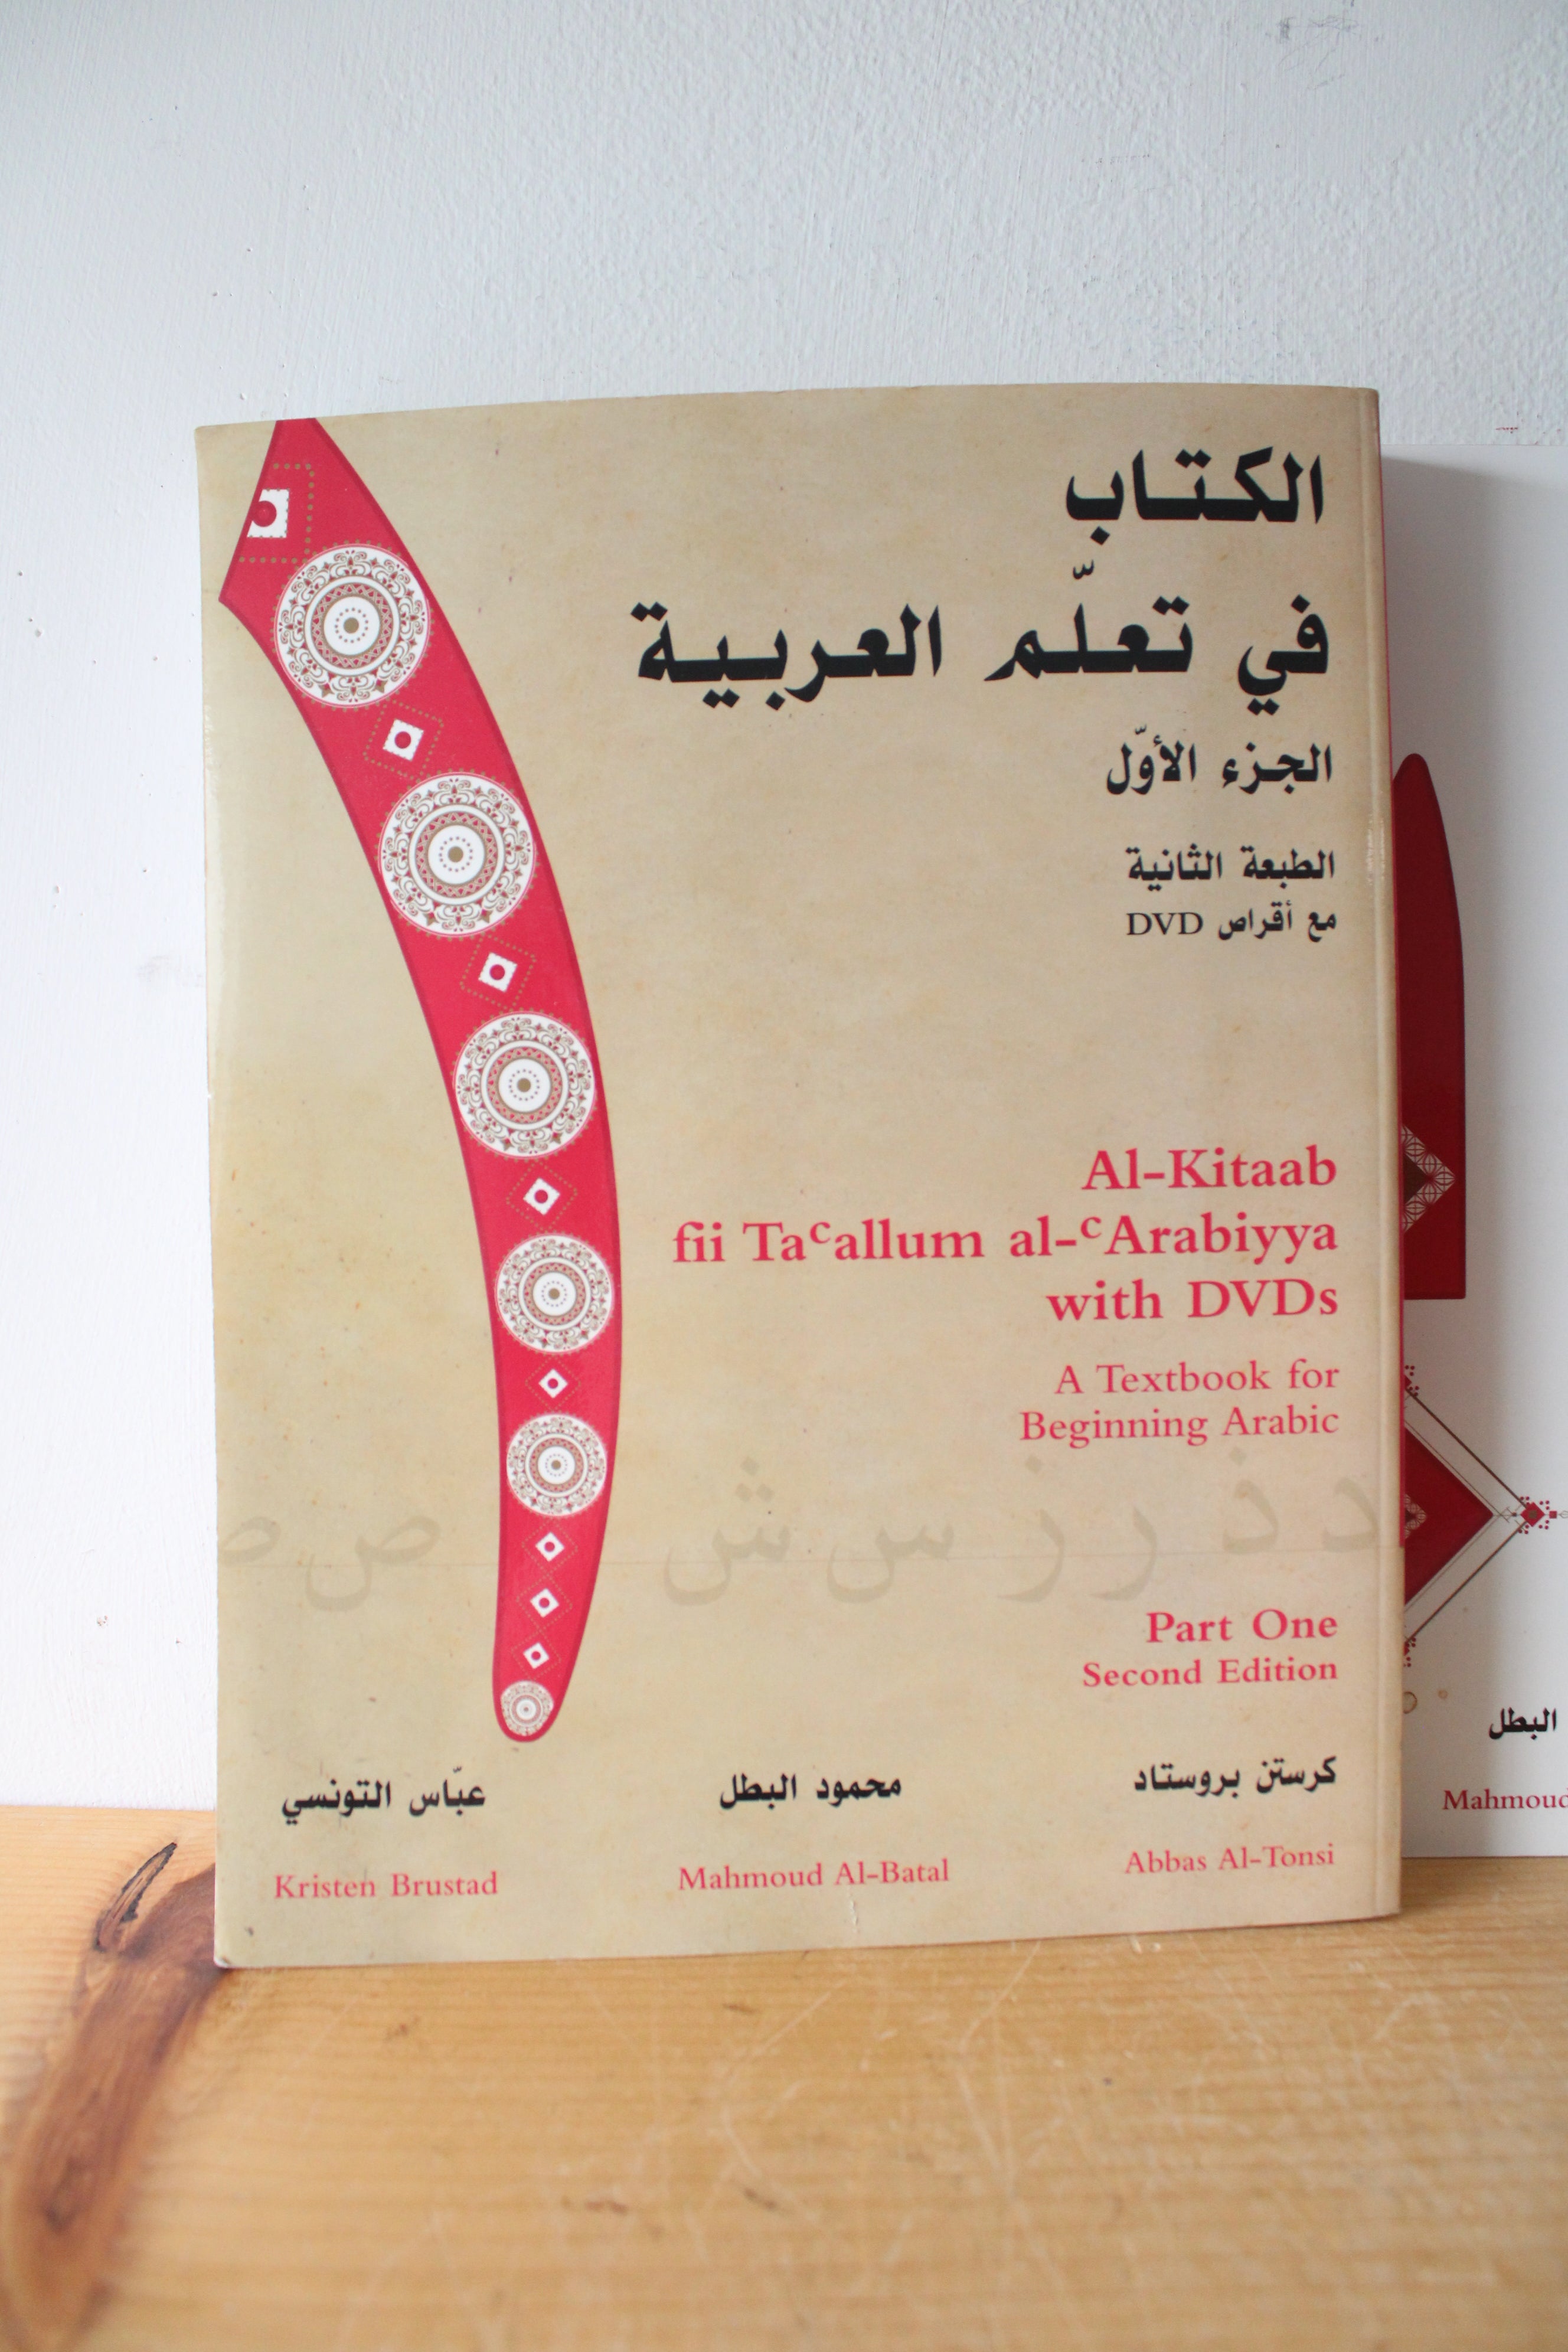 الكتاب
في تعلّم العربية
الجزء الأوّل
الطبعة الثانية
مع أقراص DVD
Al-Kitaab
fii Taᶜallum al-ᶜArabiyya
with DVDs
A Textbook for
Beginning Arabic
د ذ ر ز س ش ص
Part One
Second Edition
كرستن بروستاد محمود البطل عبّاس التونسي
Kristen Brustad Mahmoud Al-Batal Abbas Al-Tonsi
البطل
Mahmoud